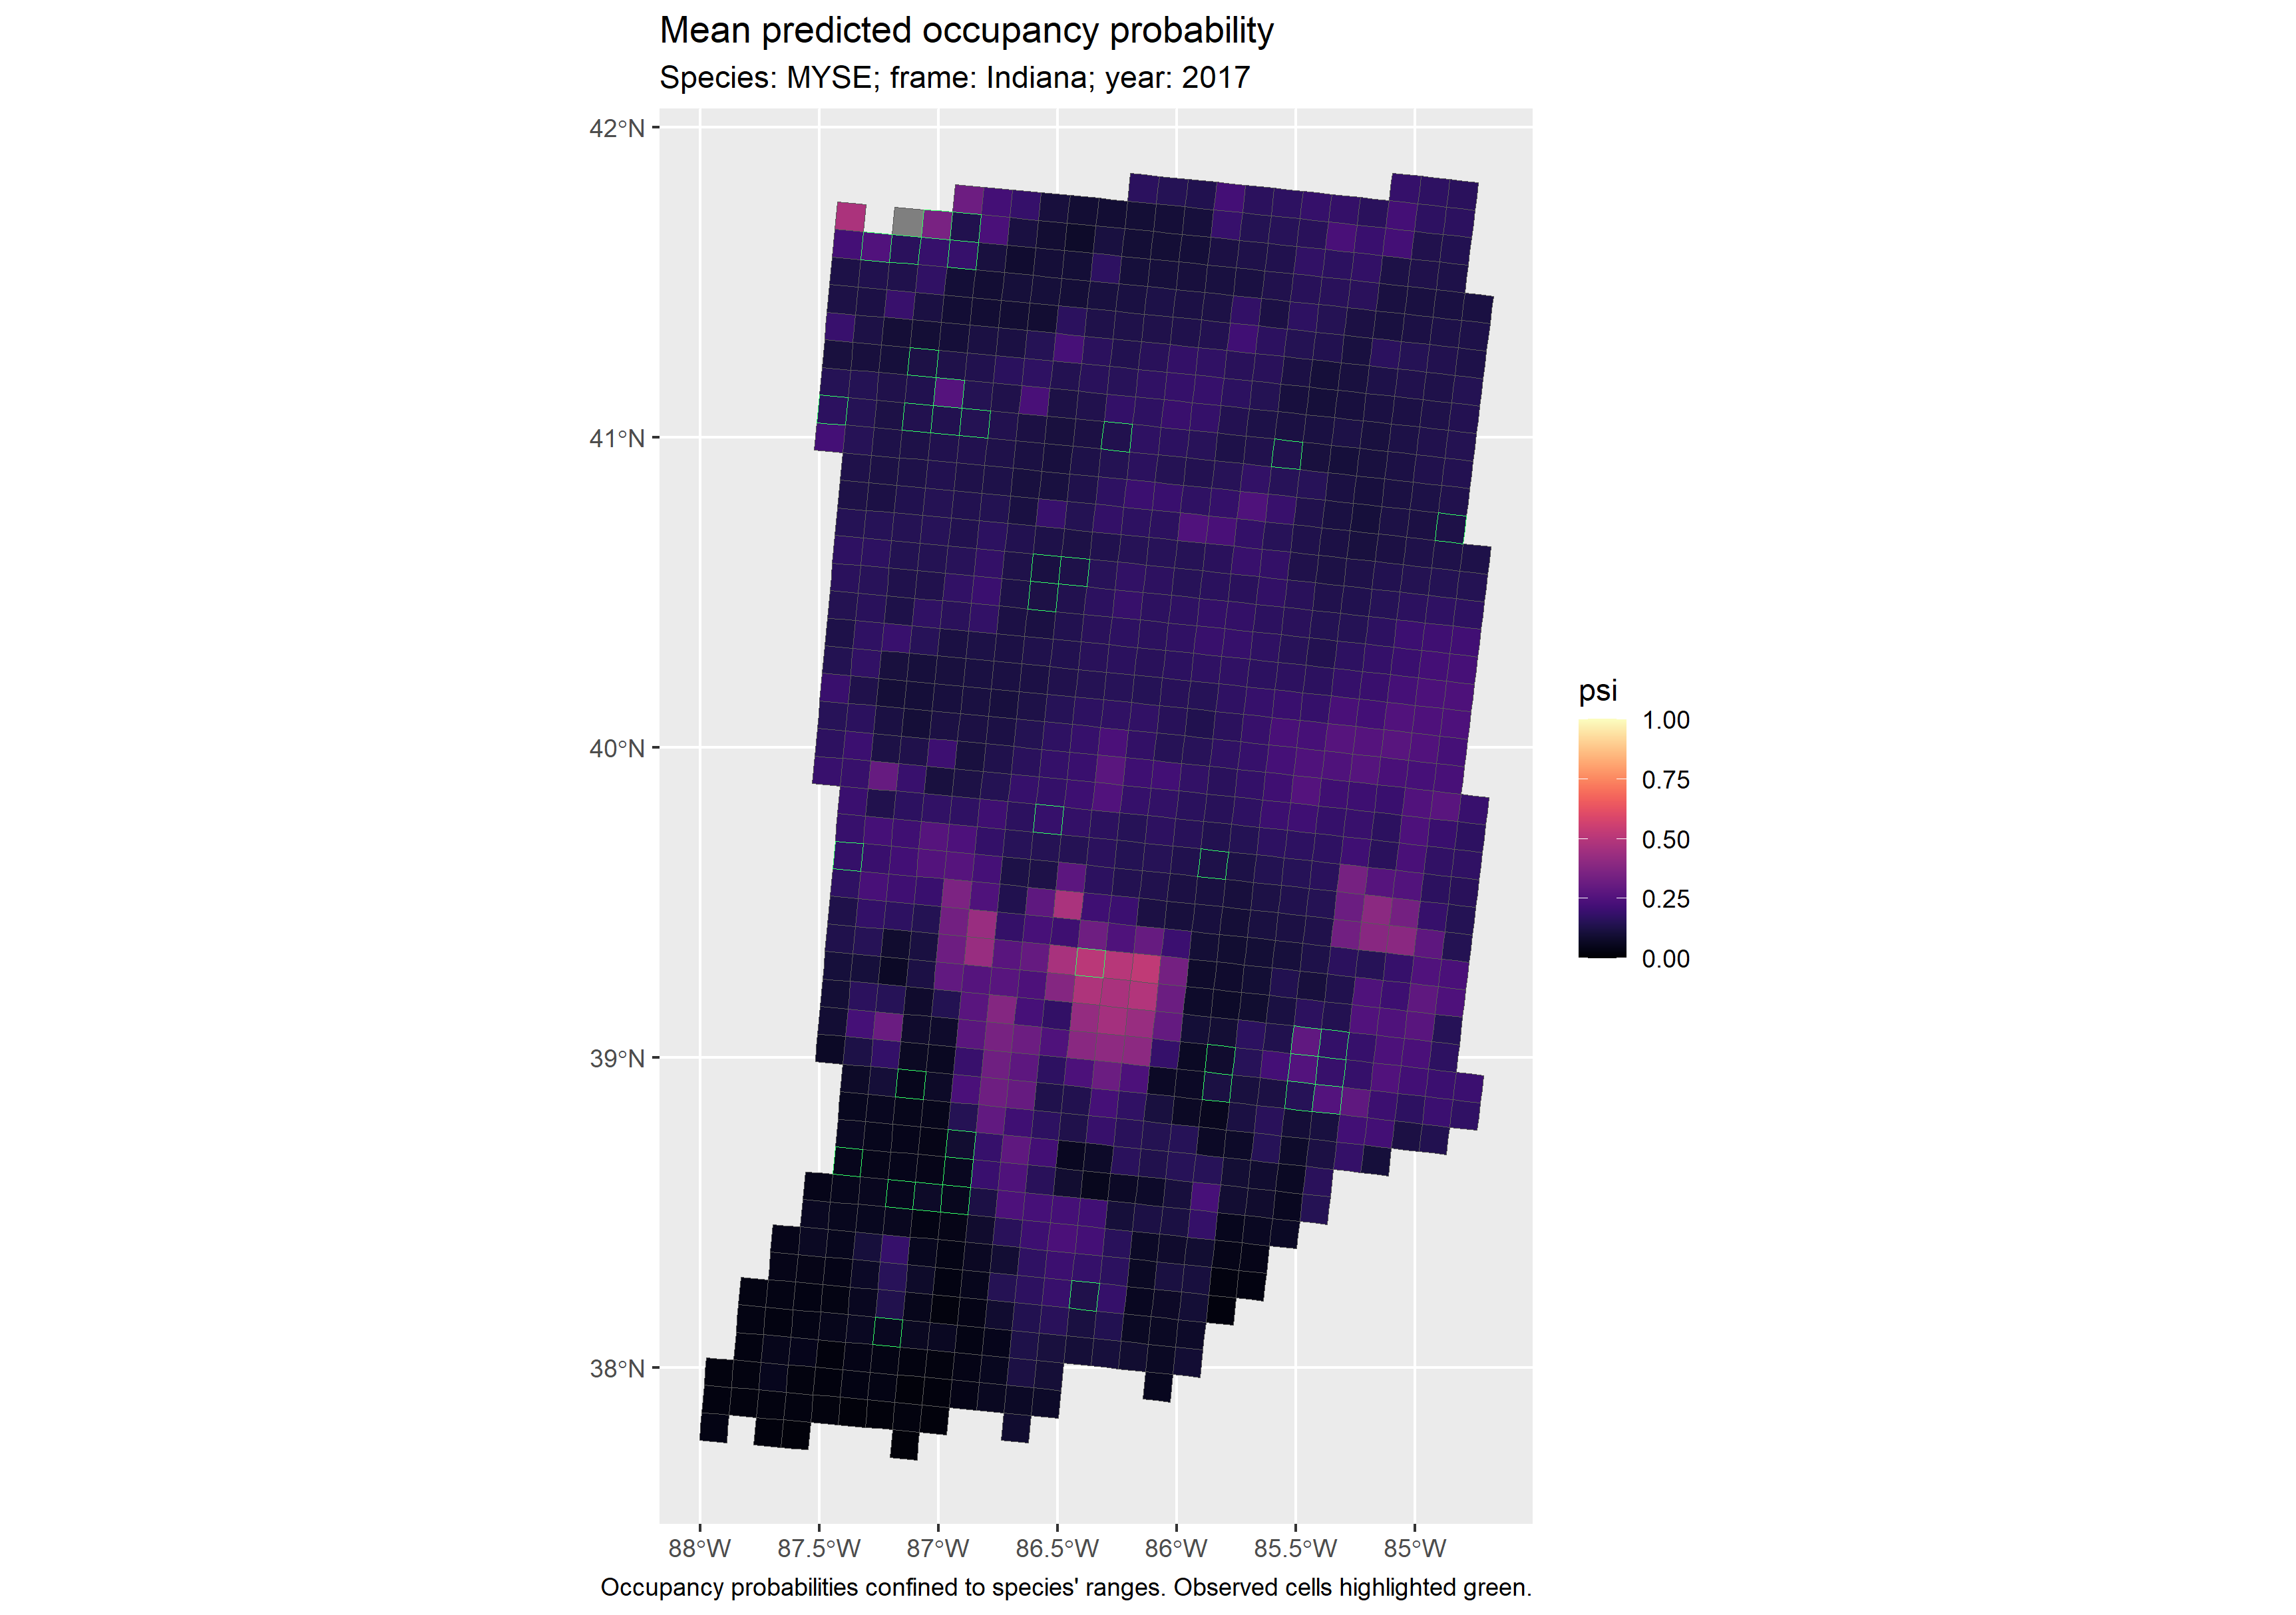 Mean predicted occupancy probability
Species: MYSE; frame: Indiana; year: 2017
42°N
41°N
40°N
39°N
38°N
psi
1.00
0.75
0.50
0.25
0.00
88°W 87.5°W 87°W 86.5°W 86°W 85.5°W 85°W
Occupancy probabilities confined to species' ranges. Observed cells highlighted green.